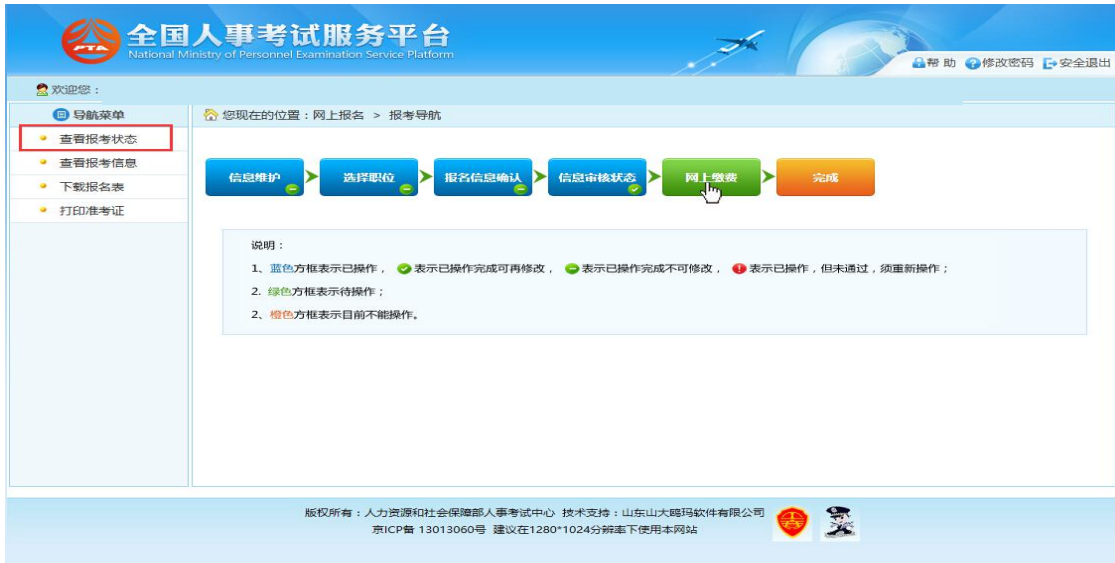 全国人事考试服务平台
PTA
National Ministry of Personnel Examination Service Platform
帮 助 修改密码 安全退出
欢迎您：
导航菜单
您现在的位置：网上报名 > 报考导航
查看报考状态
查看报考信息
下载报名表
打印准考证
信息维护 选择职位 报名信息确认 信息审核状态 网上缴费 完成
说明：
1、蓝色方框表示已操作， 表示已操作完成可再修改， 表示已操作完成不可修改， 表示已操作，但未通过，须重新操作；
2. 绿色方框表示待操作；
2、橙色方框表示目前不能操作。
版权所有：人力资源和社会保障部人事考试中心 技术支持：山东山大鸥玛软件有限公司
京ICP备 13013060号 建议在1280*1024分辨率下使用本网站